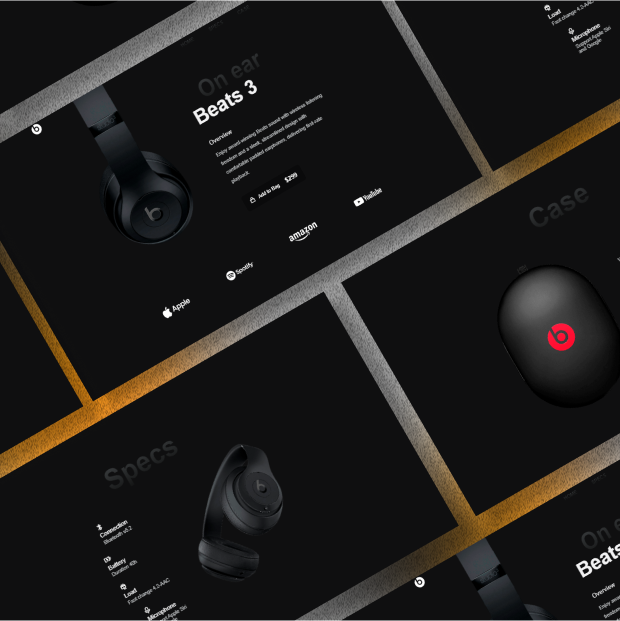 Load
Fast charge 4.2-AAC
Microphone
Support Apple Siri
and Google
On ear
Beats 3
Overview
Enjoy award-winning Beats sound with wireless listening
freedom and a sleek, streamlined design with
comfortable padded earphones, delivering first-rate
playback.
Add to Bag $299
Apple
Spotify
amazon
YouTube
Case
Specs
Connection
Bluetooth v5.2
Battery
Duration 40h
Load
Fast charge 4.2-AAC
Microphone
Support Apple Siri
On e
Beats
Overview
Enjoy